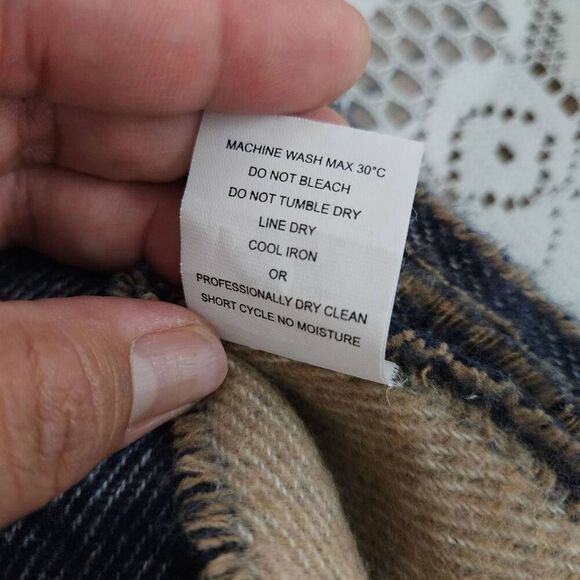 MACHINE WASH MAX 30°C
DO NOT BLEACH
DO NOT TUMBLE DRY
LINE DRY
COOL IRON
OR
PROFESSIONALLY DRY CLEAN
SHORT CYCLE NO MOISTURE